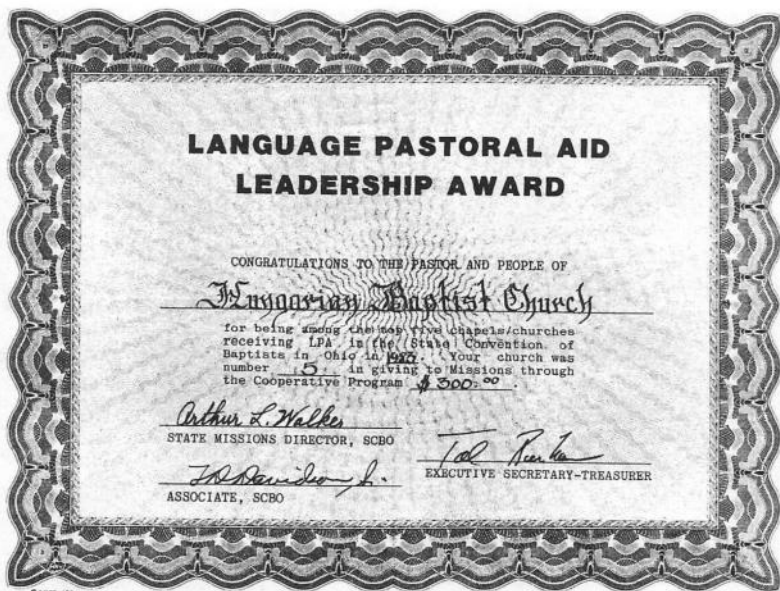 LANGUAGE PASTORAL AID
LEADERSHIP AWARD
CONGRATULATIONS TO THE PASTOR AND PEOPLE OF
Hungarian Baptist Church
for being among the top five chapels/churches
receiving LPA in the State Convention of
Baptists in Ohio in 1983. Your church was
number 5 in giving to Missions through
the Cooperative Program $300.00.
Arthur L. Walker
STATE MISSIONS DIRECTOR, SCBO
EXECUTIVE SECRETARY-TREASURER
Davidson Jr.
ASSOCIATE, SCBO